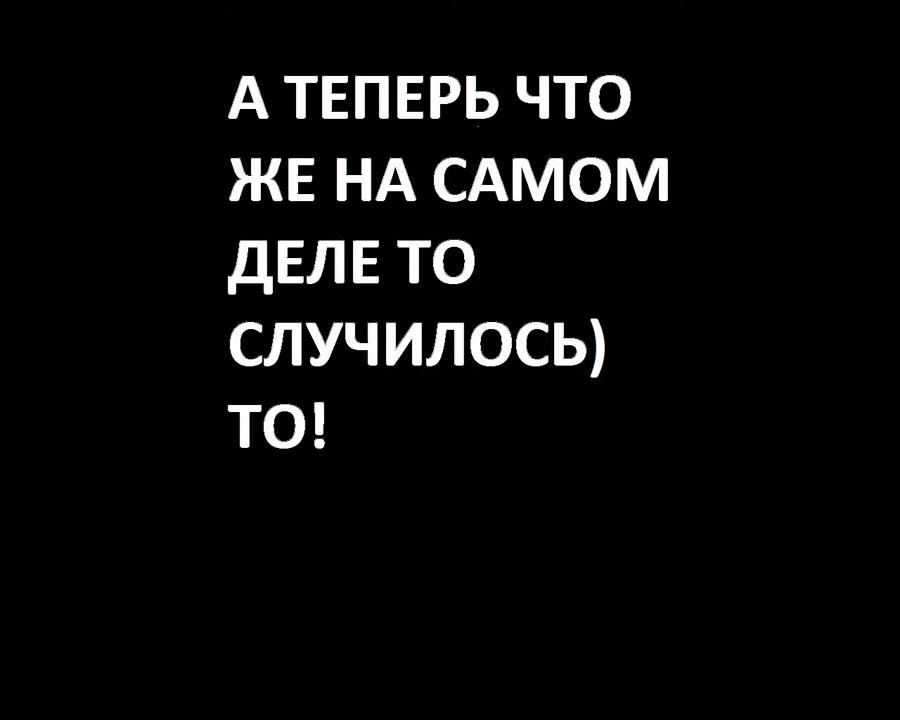 А ТЕПЕРЬ ЧТО
ЖЕ НА САМОМ
ДЕЛЕ ТО
СЛУЧИЛОСЬ)
ТО!